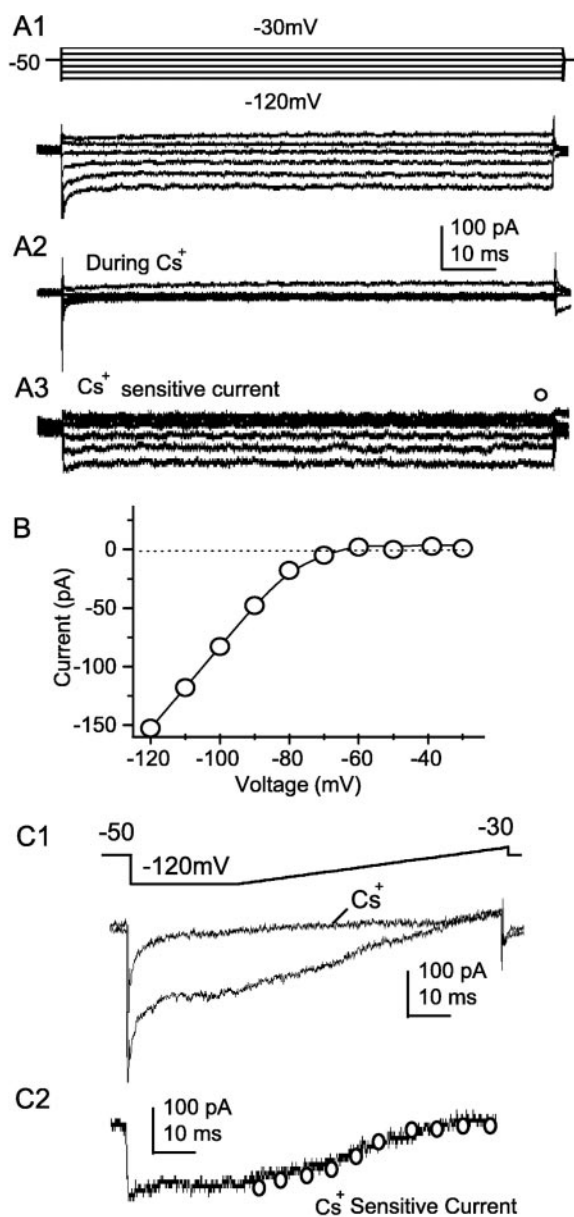 A1
-30mV
-50
-120mV
100 pA
10 ms
A2
During Cs+
A3
Cs+ sensitive current
B
Current (pA)
0
-50
-100
-150
-120 -100 -80 -60 -40
Voltage (mV)
C1
-50
-30
-120mV
Cs+
100 pA
10 ms
C2
100 pA
10 ms
Cs+ Sensitive Current